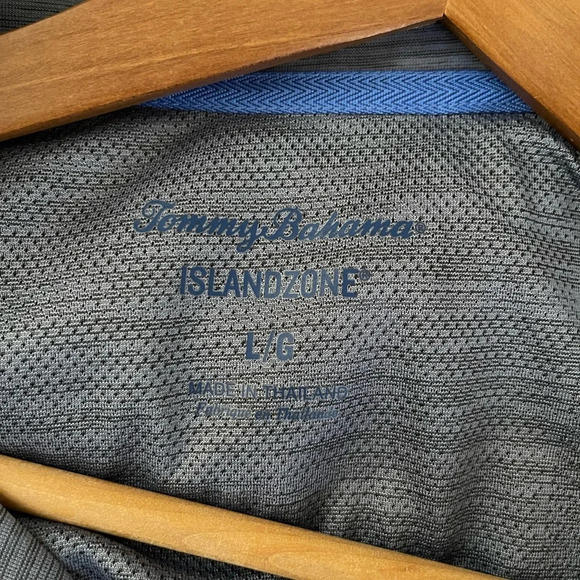 Tommy Bahama®
ISLANDZONE®
L/G
MADE IN THAILAND
Fabriqué en Thaïlande